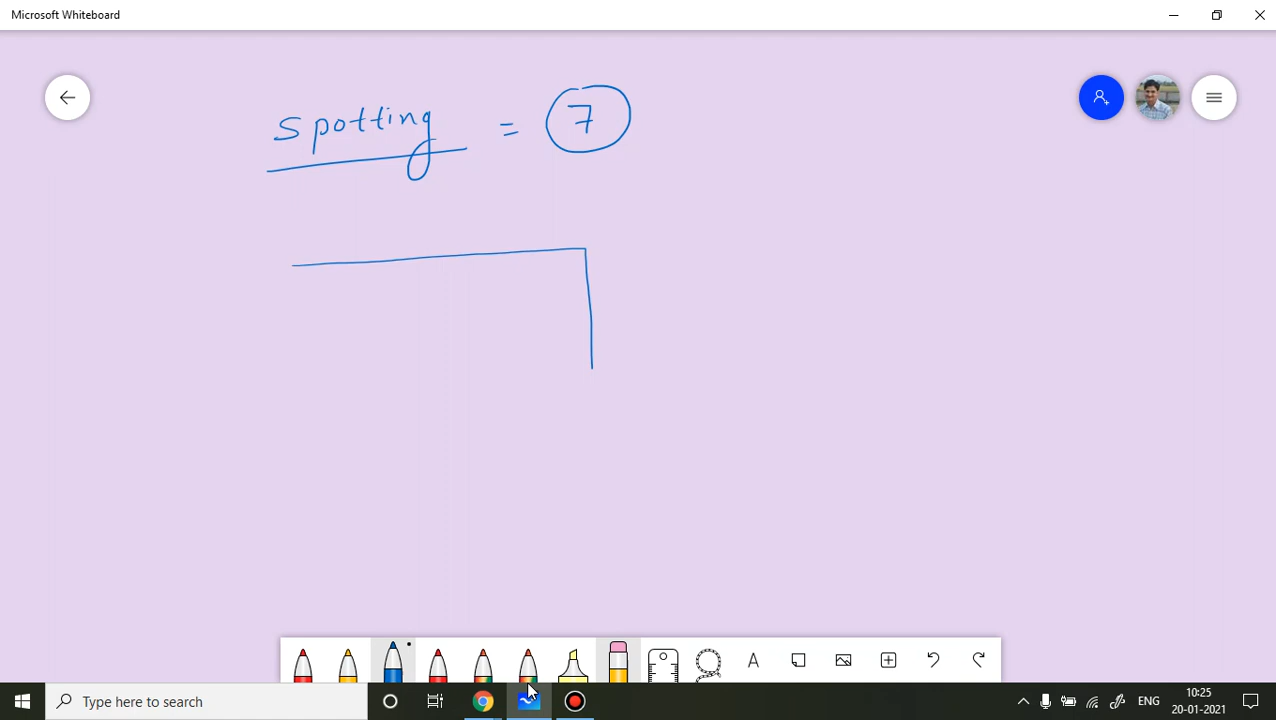 Microsoft Whiteboard
spotting = 7
A
Type here to search
ENG
10:25
20-01-2021